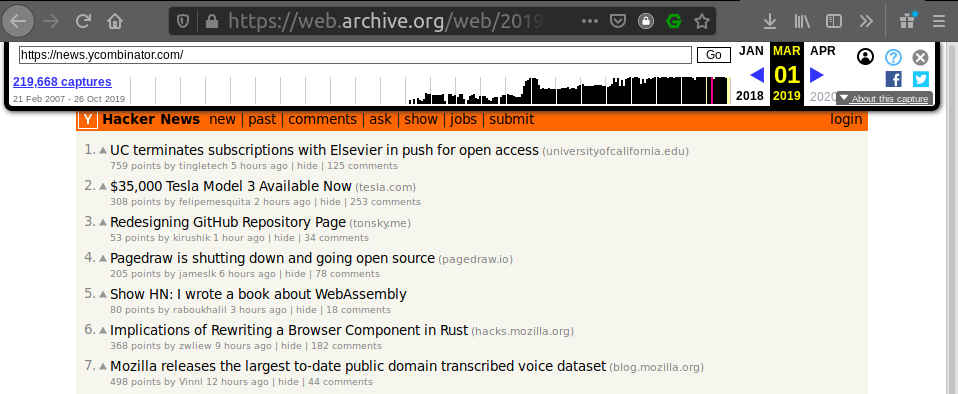 https://web.archive.org/web/2019
https://news.ycombinator.com/
Go
JAN MAR APR
219,668 captures
01
21 Feb 2007 - 26 Oct 2019
2018 2019 2020
About this capture
Y Hacker News new | past | comments | ask | show | jobs | submit login
1. UC terminates subscriptions with Elsevier in push for open access (universityofcalifornia.edu)
759 points by tingletech 5 hours ago | hide | 125 comments
2. $35,000 Tesla Model 3 Available Now (tesla.com)
308 points by felipemesquita 2 hours ago | hide | 253 comments
3. Redesigning GitHub Repository Page (tonsky.me)
53 points by kirushik 1 hour ago | hide | 34 comments
4. Pagedraw is shutting down and going open source (pagedraw.io)
205 points by jameslk 6 hours ago | hide | 78 comments
5. Show HN: I wrote a book about WebAssembly
80 points by raboukhalil 3 hours ago | hide | 18 comments
6. Implications of Rewriting a Browser Component in Rust (hacks.mozilla.org)
368 points by zwliew 9 hours ago | hide | 182 comments
7. Mozilla releases the largest to-date public domain transcribed voice dataset (blog.mozilla.org)
498 points by Vinnl 12 hours ago | hide | 44 comments